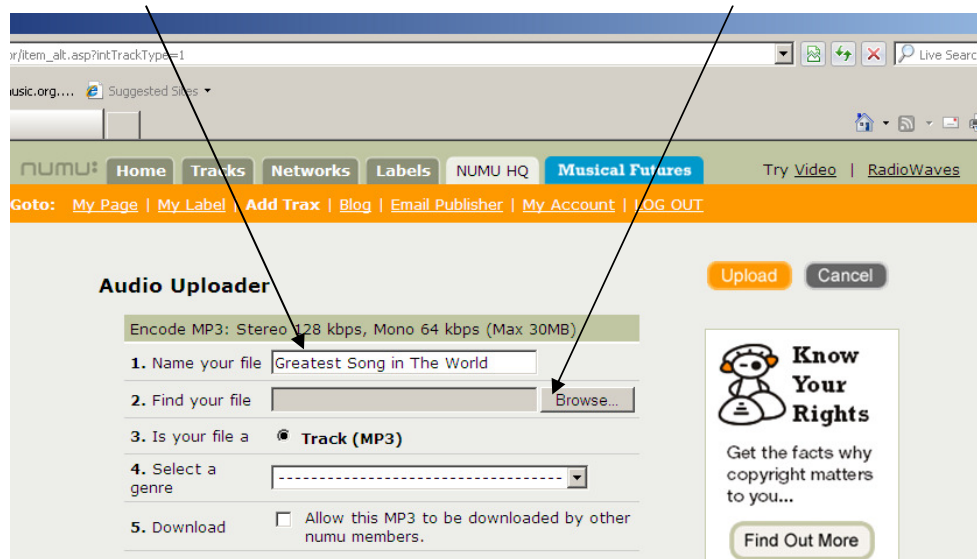 or/item_alt.asp?intTrackType=1
Live Searc
usic.org.... Suggested Sites
numu: Home Tracks Networks Labels NUMU HQ Musical Futures Try Video | RadioWaves
Goto: My Page | My Label | Add Trax | Blog | Email Publisher | My Account | LOG OUT
Audio Uploader
Upload Cancel
Encode MP3: Stereo 128 kbps, Mono 64 kbps (Max 30MB)
1. Name your file Greatest Song in The World
2. Find your file Browse...
3. Is your file a Track (MP3)
4. Select a
genre
5. Download Allow this MP3 to be downloaded by other
numu members.
Know
Your
Rights
Get the facts why
copyright matters
to you...
Find Out More